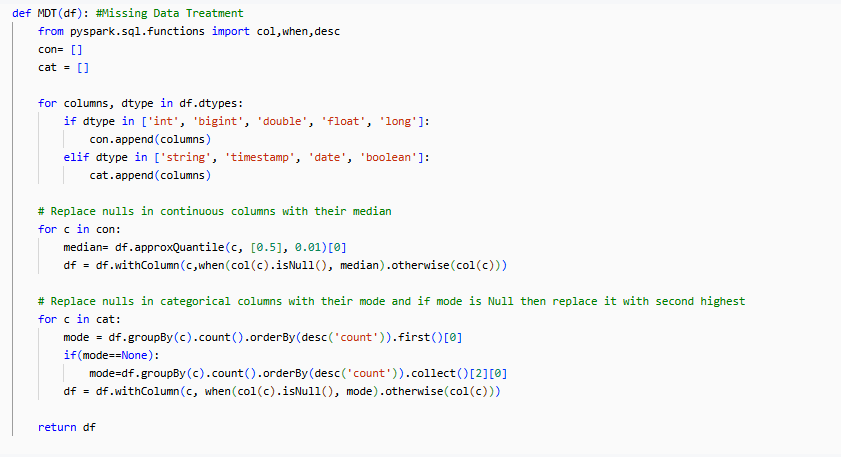 def MDT(df): #Missing Data Treatment
    from pyspark.sql.functions import col,when,desc
    con= []
    cat = []
    for columns, dtype in df.dtypes:
        if dtype in ['int', 'bigint', 'double', 'float', 'long']:
            con.append(columns)
        elif dtype in ['string', 'timestamp', 'date', 'boolean']:
            cat.append(columns)
    # Replace nulls in continuous columns with their median
    for c in con:
        median= df.approxQuantile(c, [0.5], 0.01)[0]
        df = df.withColumn(c,when(col(c).isNull(), median).otherwise(col(c)))
    # Replace nulls in categorical columns with their mode and if mode is Null then replace it with second highest
    for c in cat:
        mode = df.groupBy(c).count().orderBy(desc('count')).first()[0]
        if(mode==None):
            mode=df.groupBy(c).count().orderBy(desc('count')).collect()[2][0]
        df = df.withColumn(c, when(col(c).isNull(), mode).otherwise(col(c)))
    return df